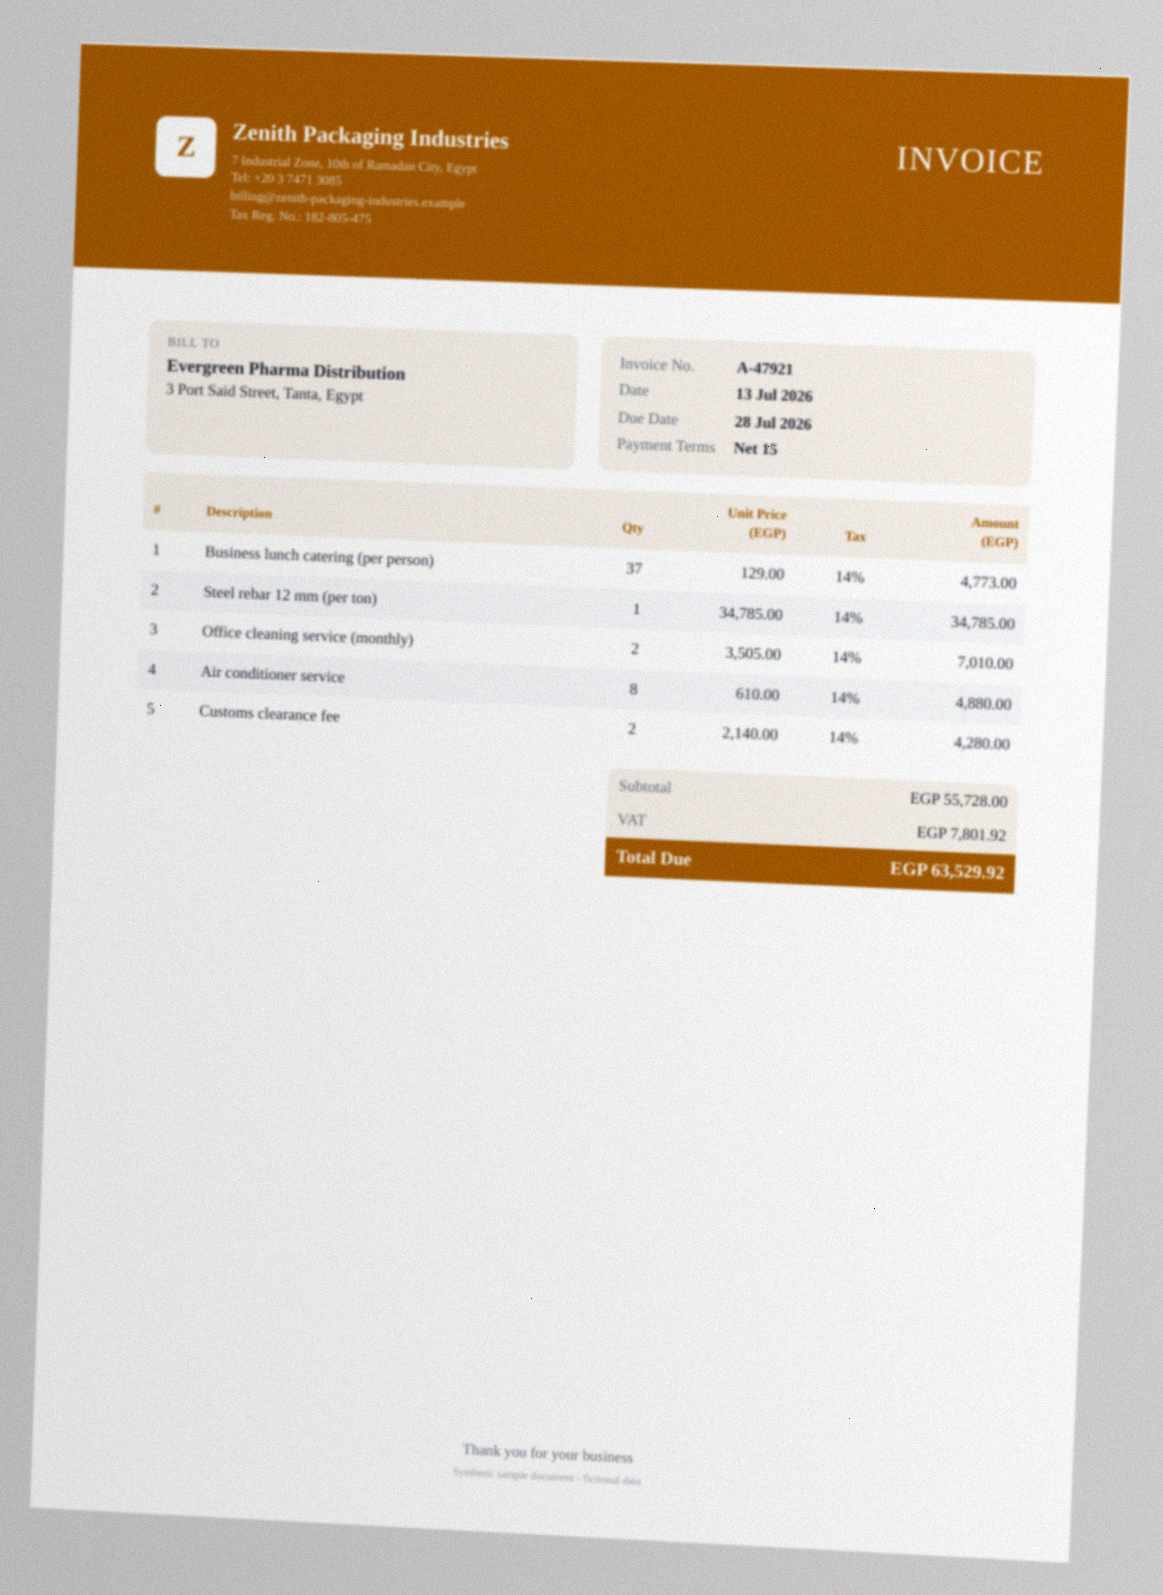 Z
Zenith Packaging Industries
7 Industrial Zone, 10th of Ramadan City, Egypt
Tel: +20 3 7471 3085
billing@zenith-packaging-industries.example
Tax Reg. No.: 182-805-475
INVOICE
BILL TO
Evergreen Pharma Distribution
3 Port Said Street, Tanta, Egypt
Invoice No. A-47921
Date 13 Jul 2026
Due Date 28 Jul 2026
Payment Terms Net 15
# Description Qty Unit Price (EGP) Tax Amount (EGP)
1 Business lunch catering (per person) 37 129.00 14% 4,773.00
2 Steel rebar 12 mm (per ton) 1 34,785.00 14% 34,785.00
3 Office cleaning service (monthly) 2 3,505.00 14% 7,010.00
4 Air conditioner service 8 610.00 14% 4,880.00
5 Customs clearance fee 2 2,140.00 14% 4,280.00
Subtotal EGP 55,728.00
VAT EGP 7,801.92
Total Due EGP 63,529.92
Thank you for your business
Synthetic sample document - fictional data